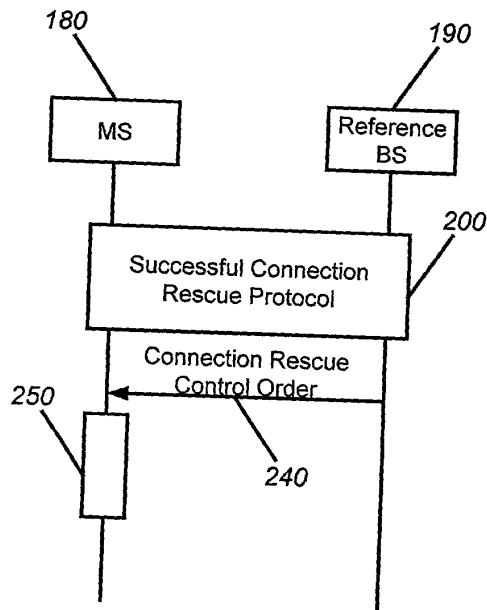 180
190
MS
Reference
BS
200
Successful Connection
Rescue Protocol
Connection Rescue
Control Order
250
240